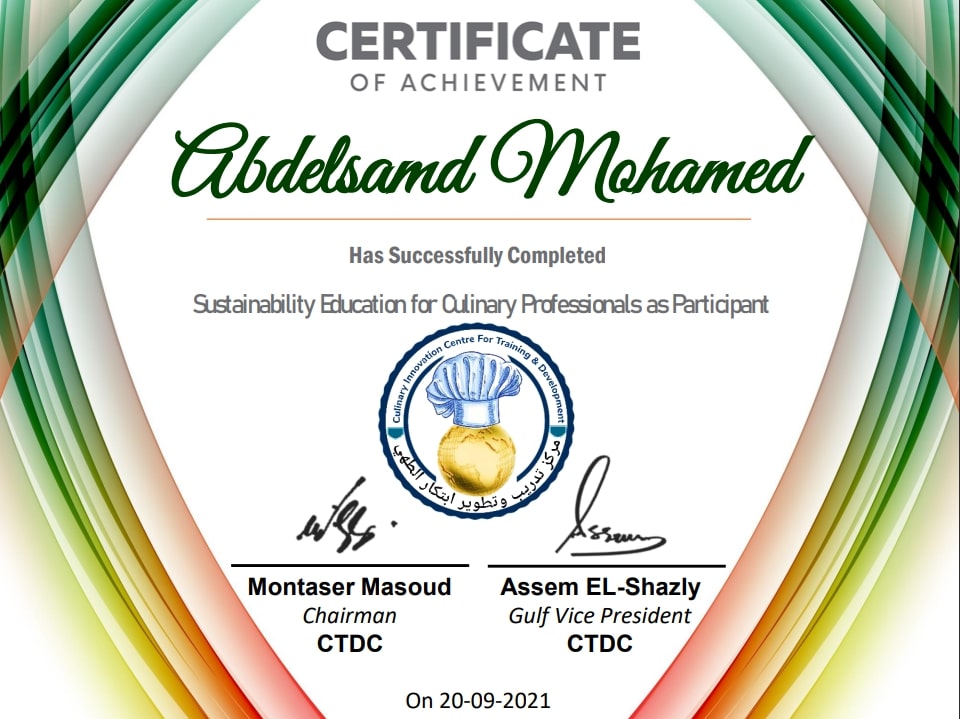 CERTIFICATE
OF ACHIEVEMENT
Abdelsamd Mohamed
Has Successfully Completed
Sustainability Education for Culinary Professionals as Participant
Culinary Innovation Centre For Training & Development
مركز تدريب وتطوير ابتكار الطهي
Assem
Montaser Masoud
Assem EL-Shazly
Chairman
Gulf Vice President
CTDC
CTDC
On 20-09-2021